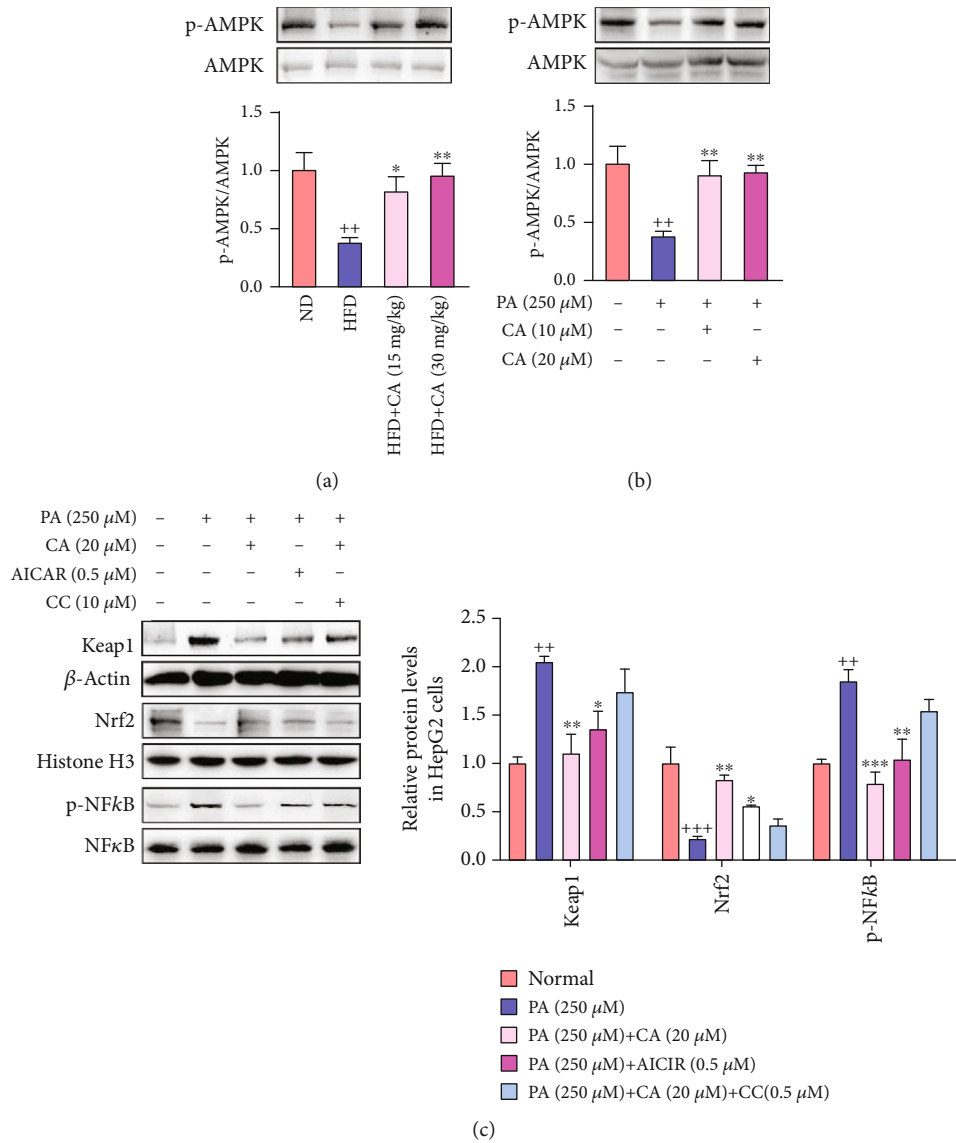 p-AMPK
AMPK
p-AMPK/AMPK
1.5
1.0
0.5
0.0
++
*
**
ND
HFD
HFD+CA (15 mg/kg)
HFD+CA (30 mg/kg)
(a)
p-AMPK
AMPK
p-AMPK/AMPK
1.5
1.0
0.5
0.0
++
**
**
PA (250 μM) – + + +
CA (10 μM) – – + –
CA (20 μM) – – – +
(b)
PA (250 μM) – + + + +
CA (20 μM) – – + – +
AICAR (0.5 μM) – – – + –
CC (10 μM) – – – – +
Keap1
β-Actin
Nrf2
Histone H3
p-NFkB
NFκB
Relative protein levels
in HepG2 cells
2.5
2.0
1.5
1.0
0.5
0.0
++
**
*
+++
**
*
++
***
**
Keap1
Nrf2
p-NFkB
Normal
PA (250 μM)
PA (250 μM)+CA (20 μM)
PA (250 μM)+AICIR (0.5 μM)
PA (250 μM)+CA (20 μM)+CC(0.5 μM)
(c)